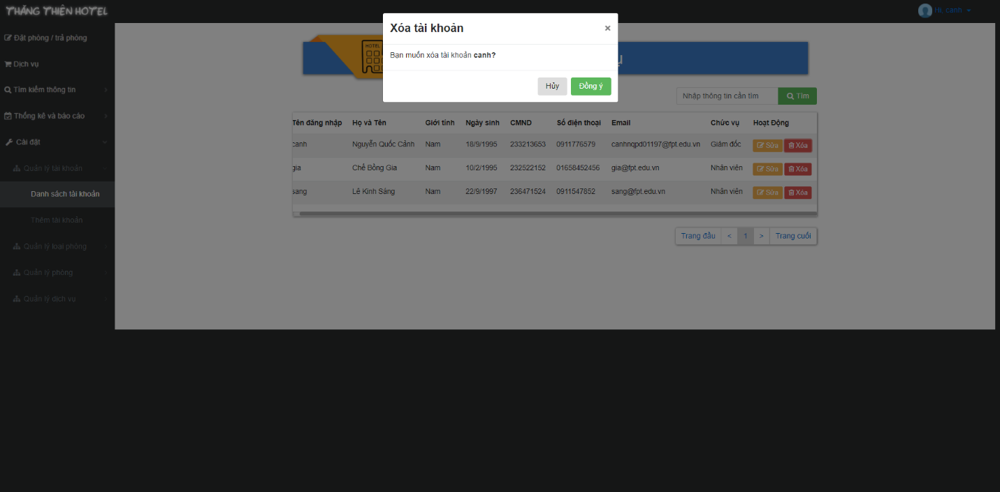 THĂNG THIÊN HOTEL
Hi, canh
Đặt phòng / trả phòng
Dịch vụ
Tìm kiếm thông tin
Thống kê và báo cáo
Cài đặt
Quản lý tài khoản
Danh sách tài khoản
Thêm tài khoản
Quản lý loại phòng
Quản lý phòng
Quản lý dịch vụ
Xóa tài khoản
×
Bạn muốn xóa tài khoản canh?
Hủy Đồng ý
HOTEL
Nhập thông tin cần tìm Tìm
Tên đăng nhập Họ và Tên Giới tính Ngày sinh CMND Số điện thoại Email Chức vụ Hoạt Động
canh Nguyễn Quốc Cảnh Nam 18/9/1995 233213653 0911776579 canhnqpd01197@fpt.edu.vn Giám đốc Sửa Xóa
gia Chế Bồng Gia Nam 10/2/1995 232522152 01658452456 gia@fpt.edu.vn Nhân viên Sửa Xóa
sang Lê Kinh Sáng Nam 22/9/1997 236471524 0911547852 sang@fpt.edu.vn Nhân viên Sửa Xóa
Trang đầu < 1 > Trang cuối